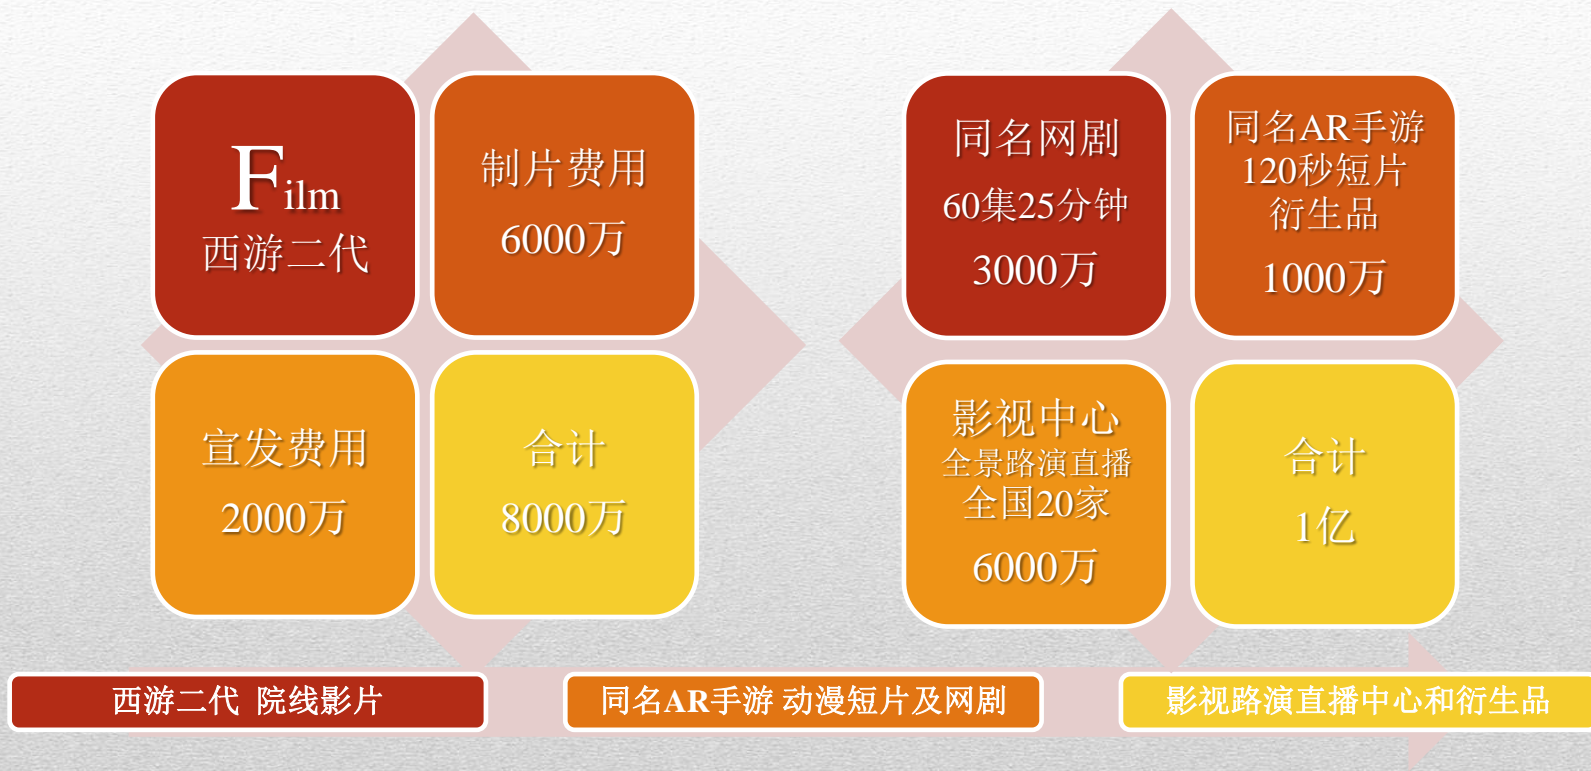 Film
西游二代
制片费用
6000万
宣发费用
2000万
合计
8000万
同名网剧
60集25分钟
3000万
同名AR手游
120秒短片
衍生品
1000万
影视中心
全景路演直播
全国20家
6000万
合计
1亿
西游二代 院线影片
同名AR手游 动漫短片及网剧
影视路演直播中心和衍生品